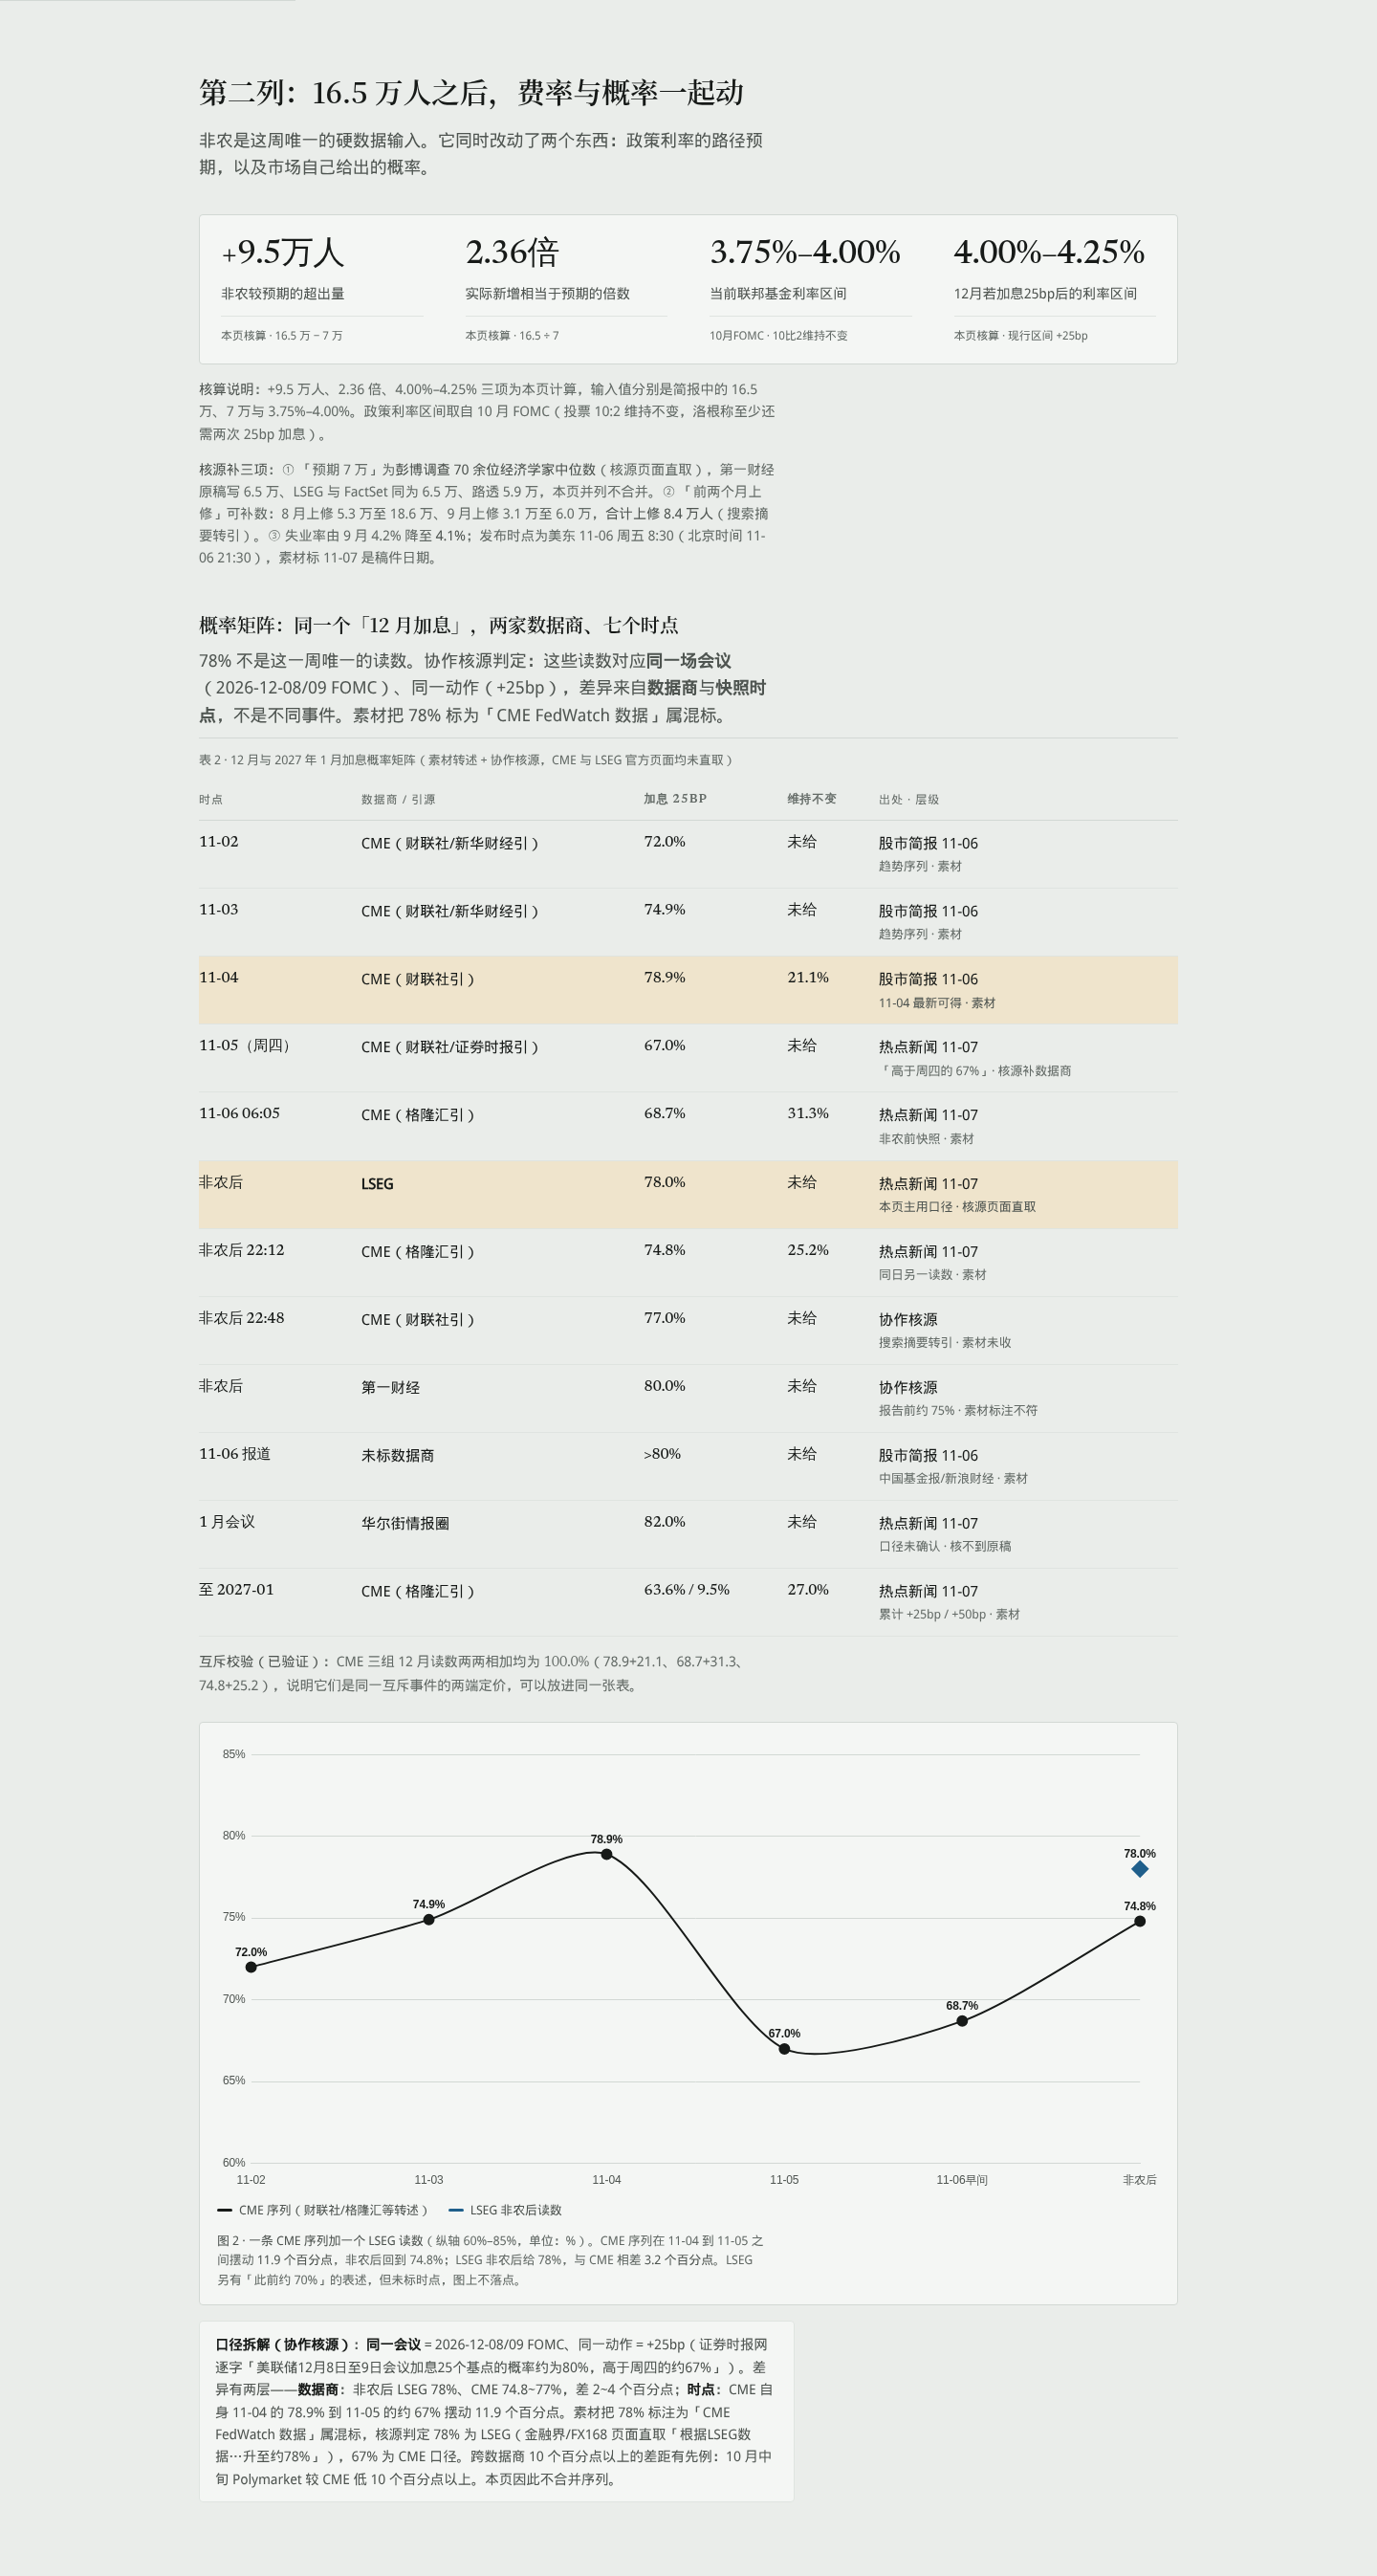 第二列：16.5 万人之后，费率与概率一起动
非农是这周唯一的硬数据输入。它同时改动了两个东西：政策利率的路径预
期，以及市场自己给出的概率。
+9.5万人
非农较预期的超出量
本页核算 · 16.5 万 − 7 万
2.36倍
实际新增相当于预期的倍数
本页核算 · 16.5 ÷ 7
3.75%–4.00%
当前联邦基金利率区间
10月FOMC · 10比2维持不变
4.00%–4.25%
12月若加息25bp后的利率区间
本页核算 · 现行区间 +25bp
核算说明：+9.5 万人、2.36 倍、4.00%–4.25% 三项为本页计算，输入值分别是简报中的 16.5
万、7 万与 3.75%–4.00%。政策利率区间取自 10 月 FOMC（投票 10:2 维持不变，洛根称至少还
需两次 25bp 加息）。
核源补三项：①「预期 7 万」为彭博调查 70 余位经济学家中位数（核源页面直取），第一财经
原稿写 6.5 万、LSEG 与 FactSet 同为 6.5 万、路透 5.9 万，本页并列不合并。②「前两个月上
修」可补数：8 月上修 5.3 万至 18.6 万、9 月上修 3.1 万至 6.0 万，合计上修 8.4 万人（搜索摘
要转引）。③ 失业率由 9 月 4.2% 降至 4.1%；发布时点为美东 11-06 周五 8:30（北京时间 11-
06 21:30），素材标 11-07 是稿件日期。
概率矩阵：同一个「12 月加息」，两家数据商、七个时点
78% 不是这一周唯一的读数。协作核源判定：这些读数对应同一场会议
（2026-12-08/09 FOMC）、同一动作（+25bp），差异来自数据商与快照时
点，不是不同事件。素材把 78% 标为「CME FedWatch 数据」属混标。
表 2 · 12 月与 2027 年 1 月加息概率矩阵（素材转述 + 协作核源，CME 与 LSEG 官方页面均未直取）
时点 数据商 / 引源 加息 25BP 维持不变 出处 · 层级
11-02 CME（财联社/新华财经引） 72.0% 未给 股市简报 11-06
趋势序列 · 素材
11-03 CME（财联社/新华财经引） 74.9% 未给 股市简报 11-06
趋势序列 · 素材
11-04 CME（财联社引） 78.9% 21.1% 股市简报 11-06
11-04 最新可得 · 素材
11-05（周四） CME（财联社/证券时报引） 67.0% 未给 热点新闻 11-07
「高于周四的 67%」· 核源补数据商
11-06 06:05 CME（格隆汇引） 68.7% 31.3% 热点新闻 11-07
非农前快照 · 素材
非农后 LSEG 78.0% 未给 热点新闻 11-07
本页主用口径 · 核源页面直取
非农后 22:12 CME（格隆汇引） 74.8% 25.2% 热点新闻 11-07
同日另一读数 · 素材
非农后 22:48 CME（财联社引） 77.0% 未给 协作核源
搜索摘要转引 · 素材未收
非农后 第一财经 80.0% 未给 协作核源
报告前约 75% · 素材标注不符
11-06 报道 未标数据商 >80% 未给 股市简报 11-06
中国基金报/新浪财经 · 素材
1 月会议 华尔街情报圈 82.0% 未给 热点新闻 11-07
口径未确认 · 核不到原稿
至 2027-01 CME（格隆汇引） 63.6% / 9.5% 27.0% 热点新闻 11-07
累计 +25bp / +50bp · 素材
互斥校验（已验证）：CME 三组 12 月读数两两相加均为 100.0%（78.9+21.1、68.7+31.3、
74.8+25.2），说明它们是同一互斥事件的两端定价，可以放进同一张表。
85%
80%
75%
70%
65%
60%
72.0%
74.9%
78.9%
67.0%
68.7%
78.0%
74.8%
11-02 11-03 11-04 11-05 11-06早间 非农后
CME 序列（财联社/格隆汇等转述） LSEG 非农后读数
图 2 · 一条 CME 序列加一个 LSEG 读数（纵轴 60%–85%，单位：%）。CME 序列在 11-04 到 11-05 之
间摆动 11.9 个百分点，非农后回到 74.8%；LSEG 非农后给 78%，与 CME 相差 3.2 个百分点。LSEG
另有「此前约 70%」的表述，但未标时点，图上不落点。
口径拆解（协作核源）：同一会议 = 2026-12-08/09 FOMC、同一动作 = +25bp（证券时报网
逐字「美联储12月8日至9日会议加息25个基点的概率约为80%，高于周四的约67%」）。差
异有两层——数据商：非农后 LSEG 78%、CME 74.8~77%，差 2~4 个百分点；时点：CME 自
身 11-04 的 78.9% 到 11-05 的约 67% 摆动 11.9 个百分点。素材把 78% 标注为「CME
FedWatch 数据」属混标，核源判定 78% 为 LSEG（金融界/FX168 页面直取「根据LSEG数
据…升至约78%」），67% 为 CME 口径。跨数据商 10 个百分点以上的差距有先例：10 月中
旬 Polymarket 较 CME 低 10 个百分点以上。本页因此不合并序列。